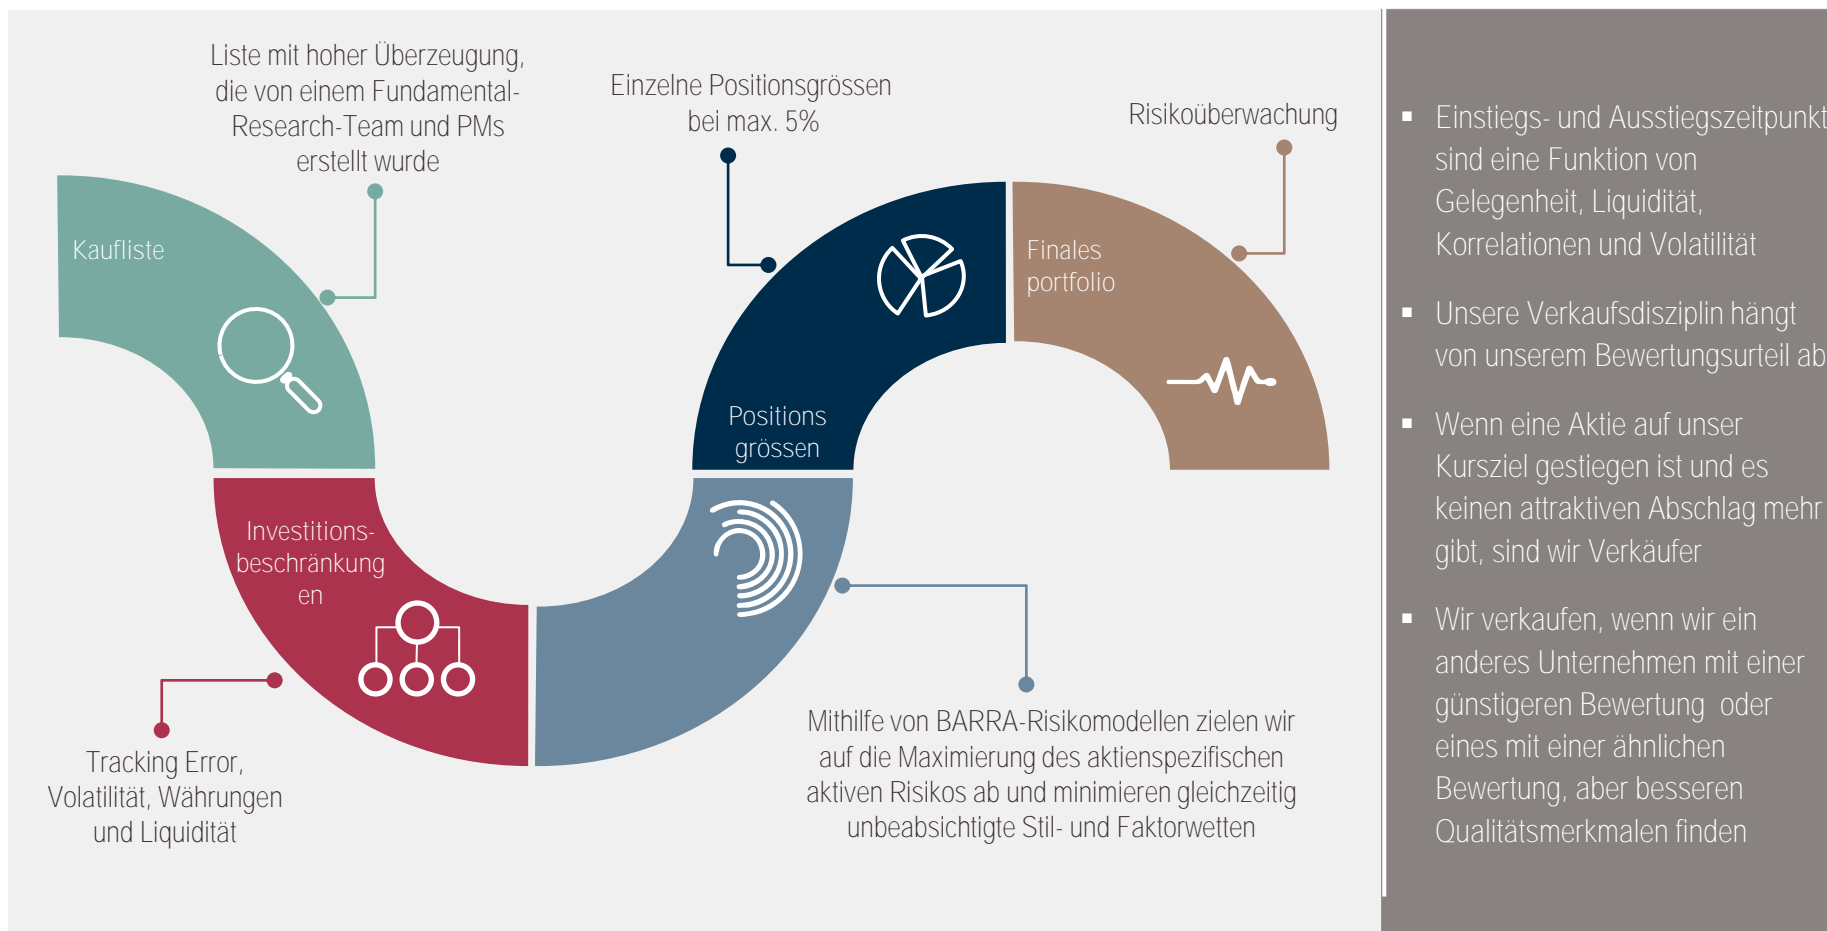 Liste mit hoher Überzeugung,
die von einem Fundamental-
Research-Team und PMs
erstellt wurde
Kaufliste
Investitions-
beschränkung
en
Tracking Error,
Volatilität, Währungen
und Liquidität
Einzelne Positionsgrössen
bei max. 5%
Positions
grössen
Mithilfe von BARRA-Risikomodellen zielen wir
auf die Maximierung des aktienspezifischen
aktiven Risikos ab und minimieren gleichzeitig
unbeabsichtigte Stil- und Faktorwetten
Risikoüberwachung
Finales
portfolio
▪ Einstiegs- und Ausstiegszeitpunkt
sind eine Funktion von
Gelegenheit, Liquidität,
Korrelationen und Volatilität
▪ Unsere Verkaufsdisziplin hängt
von unserem Bewertungsurteil ab
▪ Wenn eine Aktie auf unser
Kursziel gestiegen ist und es
keinen attraktiven Abschlag mehr
gibt, sind wir Verkäufer
▪ Wir verkaufen, wenn wir ein
anderes Unternehmen mit einer
günstigeren Bewertung  oder
eines mit einer ähnlichen
Bewertung, aber besseren
Qualitätsmerkmalen finden